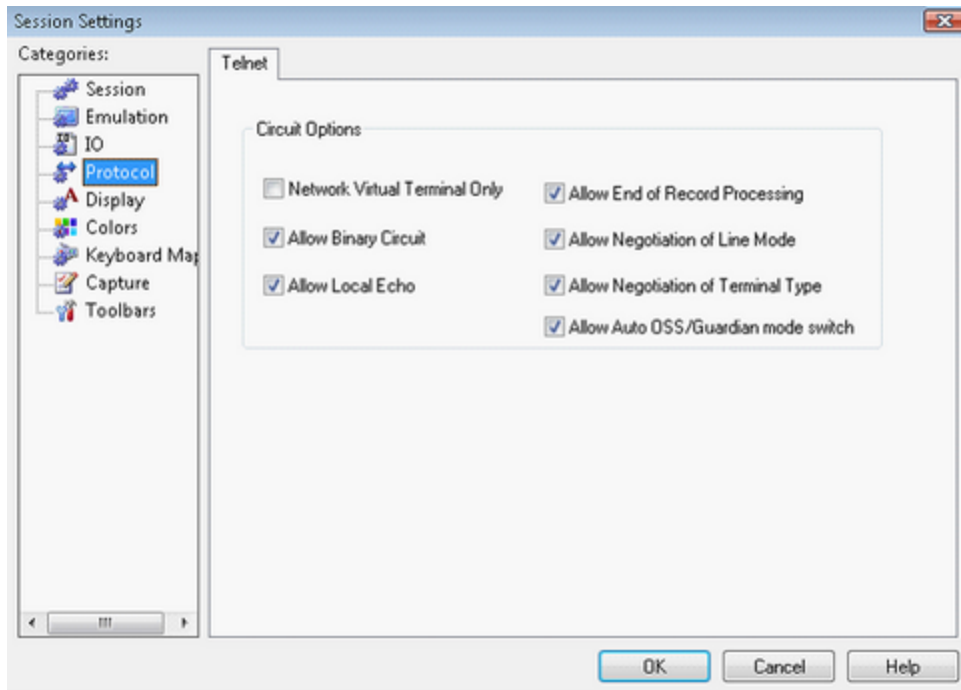 Session Settings
Categories:
Session
Emulation
IO
Protocol
Display
Colors
Keyboard Map
Capture
Toolbars
Telnet
Circuit Options
Network Virtual Terminal Only
Allow Binary Circuit
Allow Local Echo
Allow End of Record Processing
Allow Negotiation of Line Mode
Allow Negotiation of Terminal Type
Allow Auto OSS/Guardian mode switch
OK
Cancel
Help